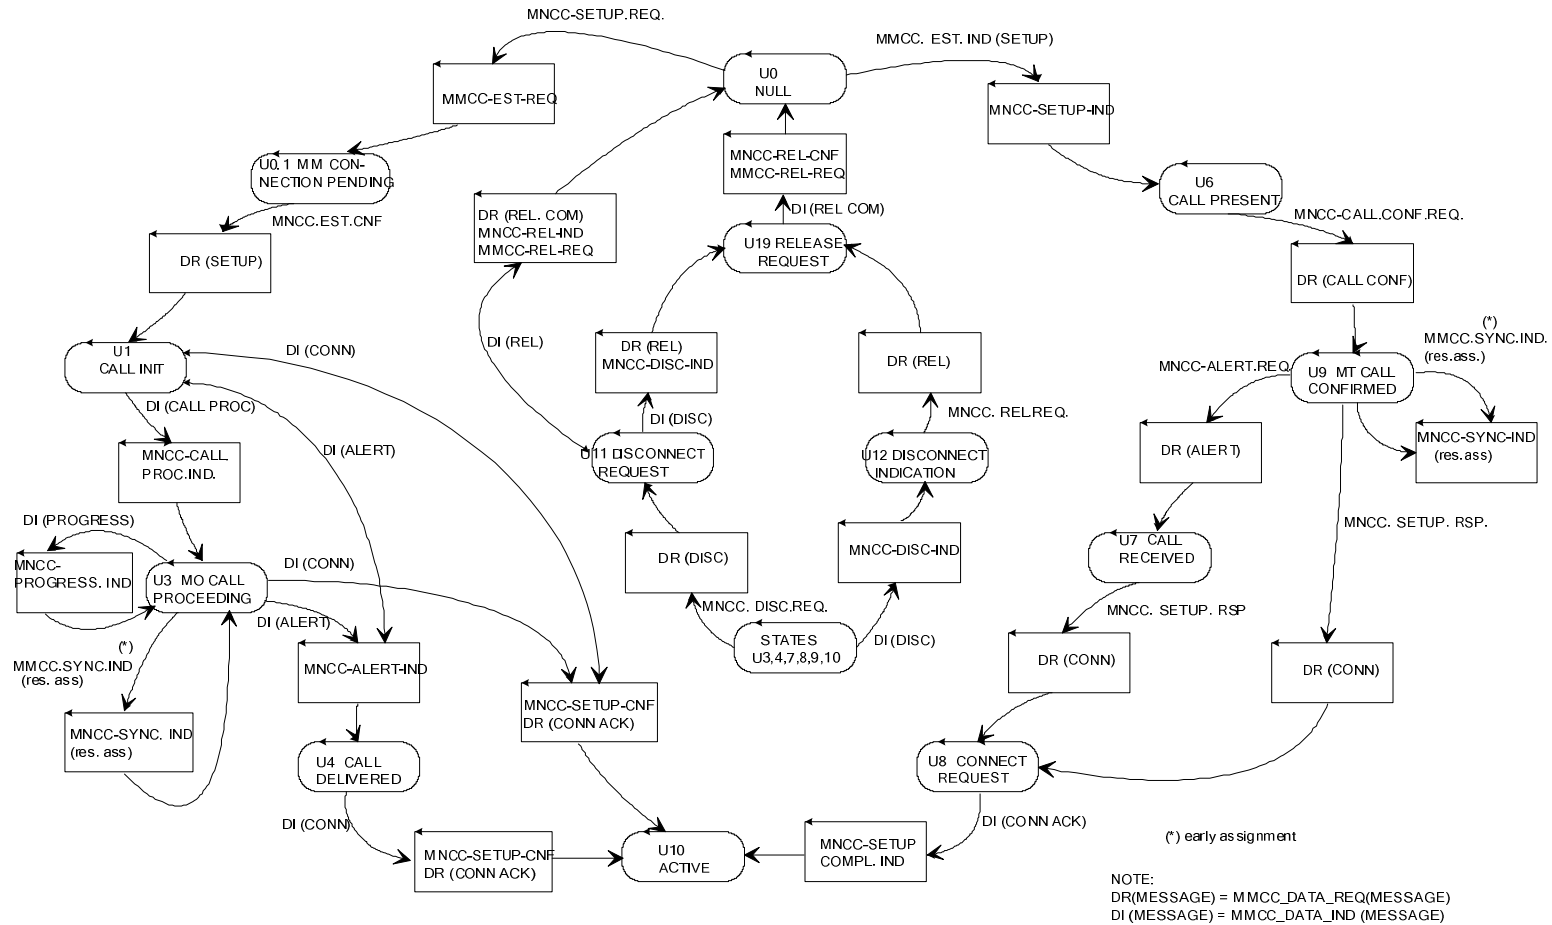 MNCC-SETUP.REQ.
MMCC. EST. IND (SETUP)
U0
NULL
MMCC-EST-REQ
MNCC-SETUP-IND
MNCC-REL-CNF
MMCC-REL-REQ
U0.1 MM CON-
NECTION PENDING
U6
CALL PRESENT
MNCC.EST.CNF
DR (REL. COM)
MNCC-REL-IND
MMCC-REL-REQ
DI (REL COM)
MNCC-CALL.CONF.REQ.
DR (SETUP)
U19 RELEASE
REQUEST
DR (CALL CONF)
U1
CALL INIT
DI (CONN)
DI (REL)
DR (REL)
MNCC-DISC-IND
DR (REL)
(*)
MMCC.SYNC.IND.
(res.ass.)
MNCC-ALERT.REQ
U9 MT CALL
CONFIRMED
DI (CALL PROC)
DI (DISC)
MNCC. REL.REQ.
MNCC-CALL.
PROC.IND.
DI (ALERT)
U11 DISCONNECT
REQUEST
U12 DISCONNECT
INDICATION
DR (ALERT)
MNCC-SYNC-IND
(res.ass)
DI (PROGRESS)
MNCC-
PROGRESS. IND
U3 MO CALL
PROCEEDING
DI (CONN)
DR (DISC)
MNCC-DISC-IND
U7 CALL
RECEIVED
MNCC. SETUP. RSP.
DI (ALERT)
MNCC. DISC.REQ.
STATES
U3,4,7,8,9,10
DI (DISC)
MNCC. SETUP. RSP
(*)
MMCC.SYNC.IND
(res. ass)
MNCC-ALERT-IND
DR (CONN)
DR (CONN)
MNCC-SYNC. IND
(res. ass)
MNCC-SETUP-CNF
DR (CONN ACK)
U4 CALL
DELIVERED
U8 CONNECT
REQUEST
DI (CONN)
DI (CONN ACK)
MNCC-SETUP-CNF
DR (CONN ACK)
U10
ACTIVE
MNCC-SETUP
COMPL. IND
(*) early assignment
NOTE:
DR(MESSAGE) = MMCC_DATA_REQ(MESSAGE)
DI (MESSAGE) = MMCC_DATA_IND (MESSAGE)